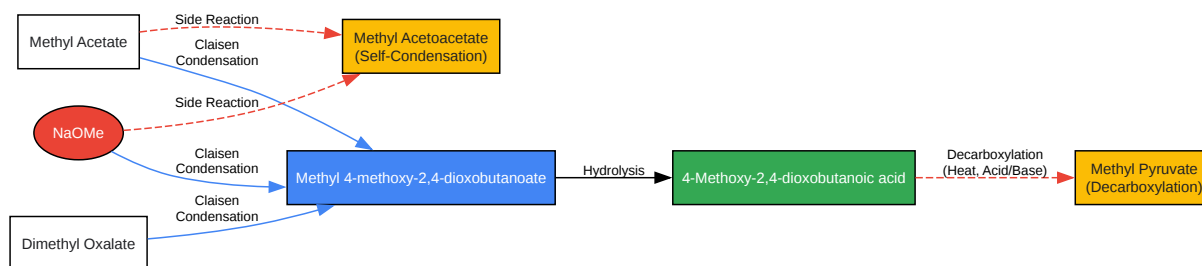 Methyl Acetate
Side Reaction
Methyl Acetoacetate
(Self-Condensation)
Claisen
Condensation
Side Reaction
NaOMe
Claisen
Condensation
Methyl 4-methoxy-2,4-dioxobutanoate
Hydrolysis
4-Methoxy-2,4-dioxobutanoic acid
Decarboxylation
(Heat, Acid/Base)
Methyl Pyruvate
(Decarboxylation)
Claisen
Condensation
Dimethyl Oxalate